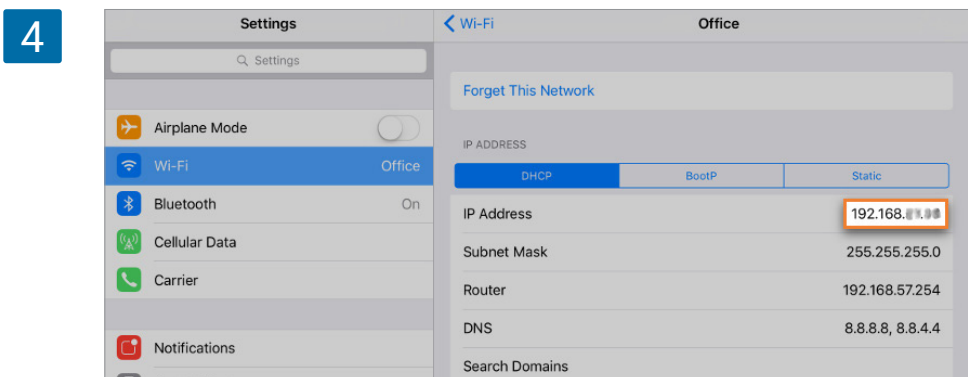 4
Settings
Wi-Fi
Office
Settings
Forget This Network
Airplane Mode
IP ADDRESS
Wi-Fi Office
DHCP BootP Static
Bluetooth On
IP Address 192.168.
Cellular Data
Subnet Mask 255.255.255.0
Carrier
Router 192.168.57.254
DNS 8.8.8.8, 8.8.4.4
Notifications
Search Domains